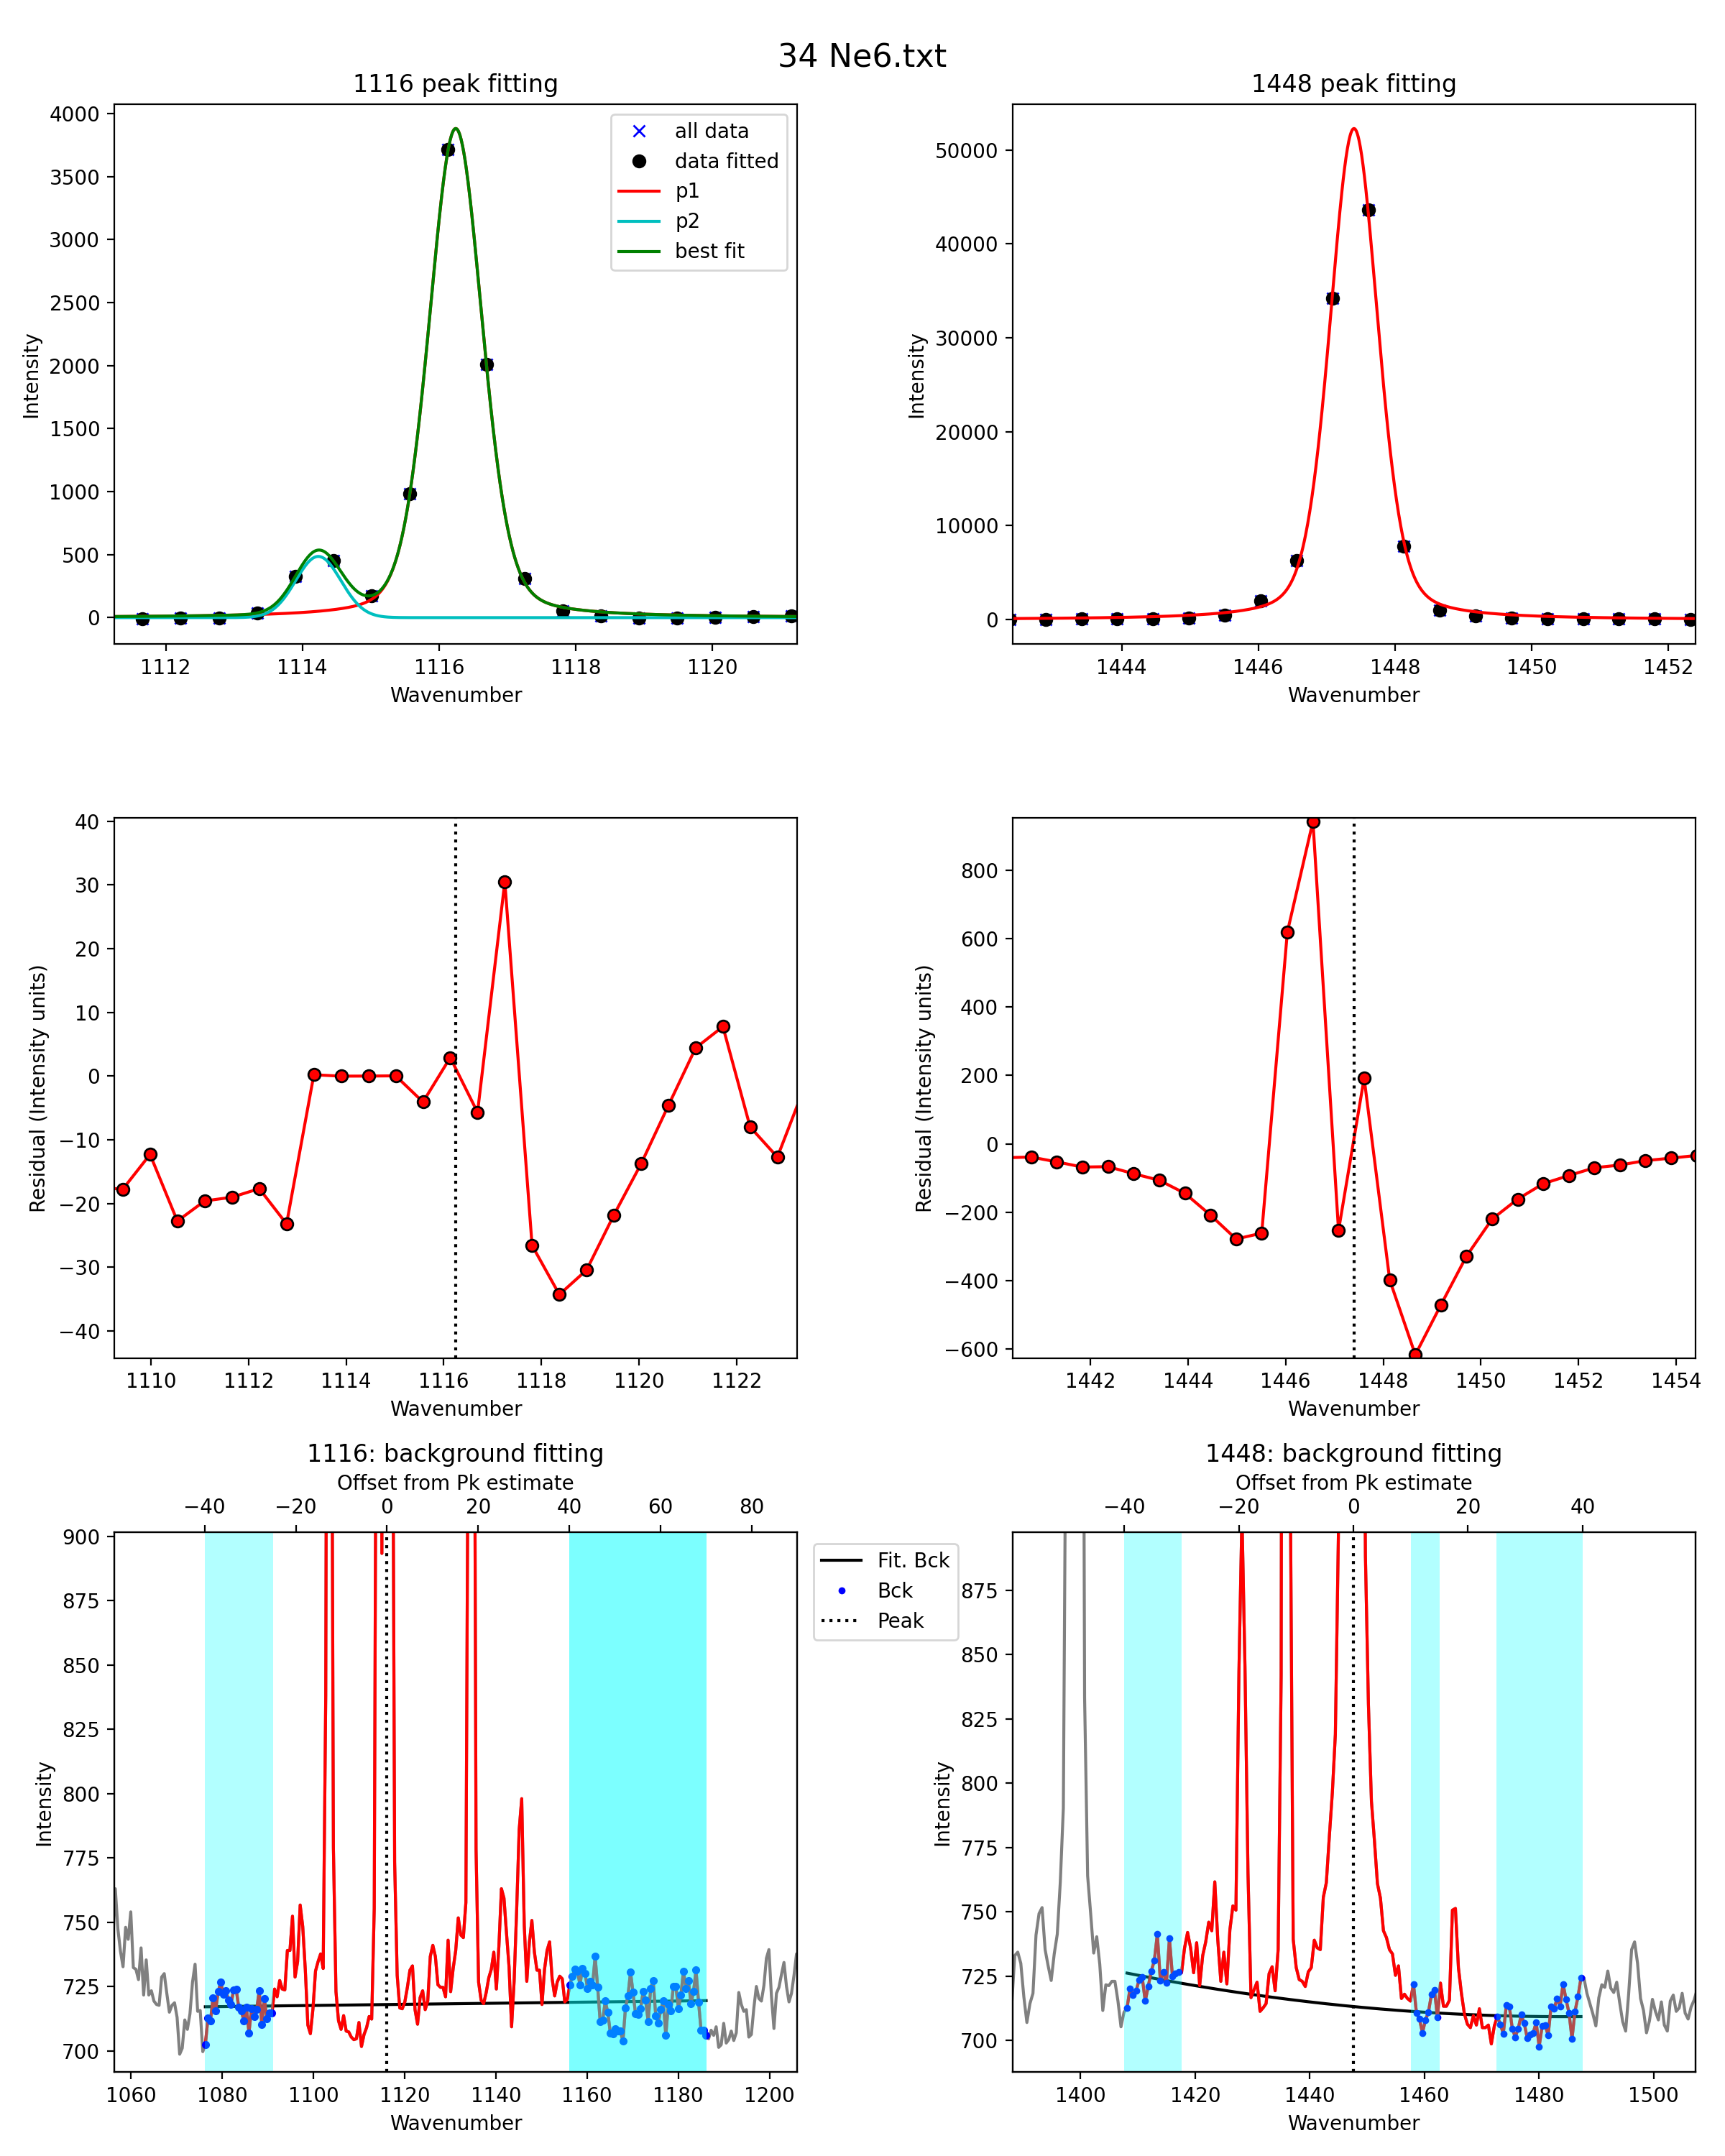 34 Ne6.txt
1116 peak fitting
4000
3500
3000
2500
2000
1500
1000
500
0
Intensity
all data
data fitted
p1
p2
best fit
1112 1114 1116 1118 1120
Wavenumber
1448 peak fitting
50000
40000
30000
20000
10000
0
Intensity
1444 1446 1448 1450 1452
Wavenumber
40
30
20
10
0
−10
−20
−30
−40
Residual (Intensity units)
1110 1112 1114 1116 1118 1120 1122
Wavenumber
800
600
400
200
0
−200
−400
−600
Residual (Intensity units)
1442 1444 1446 1448 1450 1452 1454
Wavenumber
1116: background fitting
Offset from Pk estimate
−40 −20 0 20 40 60 80
900
875
850
825
800
775
750
725
700
Intensity
1060 1080 1100 1120 1140 1160 1180 1200
Wavenumber
Fit. Bck
Bck
Peak
1448: background fitting
Offset from Pk estimate
−40 −20 0 20 40
875
850
825
800
775
750
725
700
Intensity
1400 1420 1440 1460 1480 1500
Wavenumber